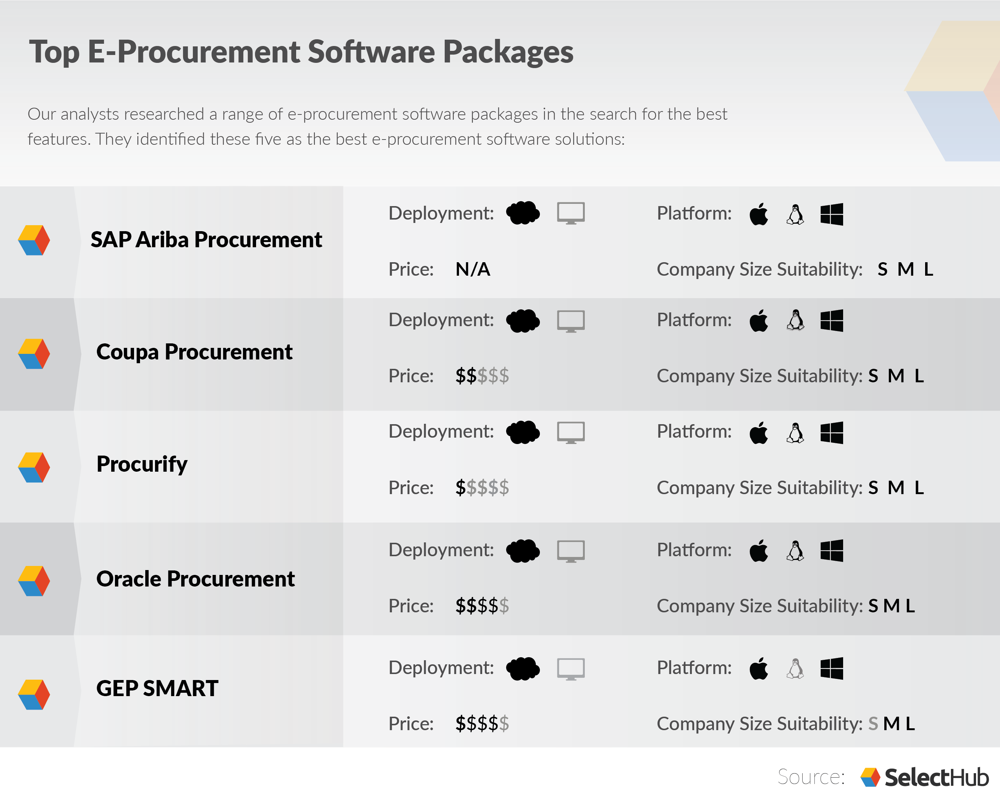 Top E-Procurement Software Packages
Our analysts researched a range of e-procurement software packages in the search for the best
features. They identified these five as the best e-procurement software solutions:
SAP Ariba Procurement
Deployment:
Platform:
Price: N/A
Company Size Suitability: S M L
Coupa Procurement
Deployment:
Platform:
Price: $$$$$
Company Size Suitability: S M L
Procurify
Deployment:
Platform:
Price: $$$$$
Company Size Suitability: S M L
Oracle Procurement
Deployment:
Platform:
Price: $$$$$
Company Size Suitability: S M L
GEP SMART
Deployment:
Platform:
Price: $$$$$
Company Size Suitability: S M L
Source: SelectHub